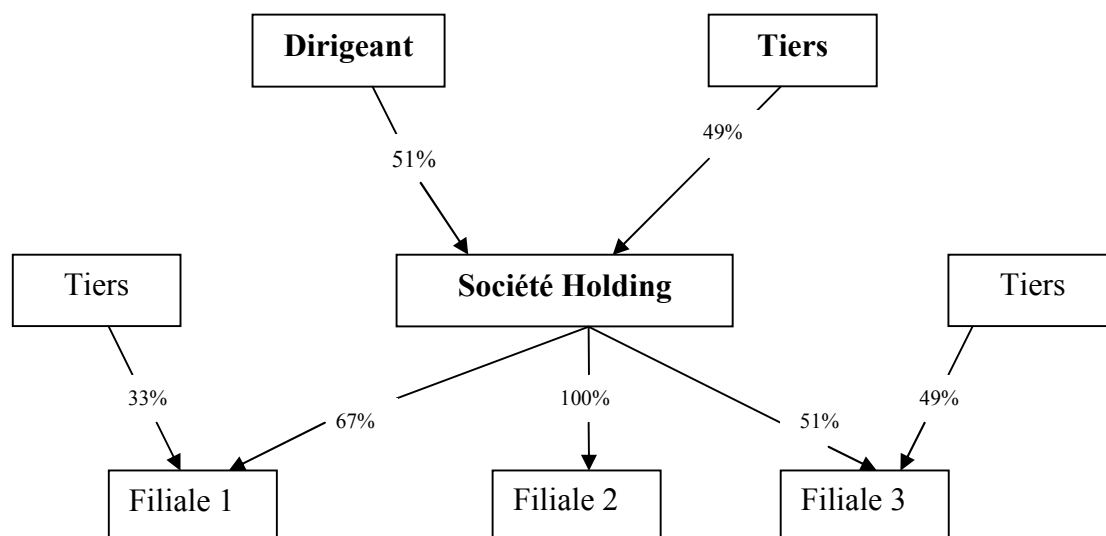 Dirigeant
Tiers
51%
49%
Tiers
Société Holding
Tiers
33%
67%
100%
51%
49%
Filiale 1
Filiale 2
Filiale 3